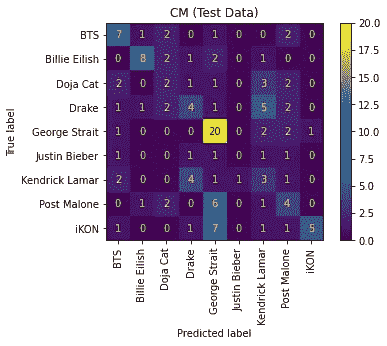 CM (Test Data)
True label
BTS 7 1 2 0 1 0 0 2 0
Billie Eilish 0 8 2 1 2 0 1 0 0
Doja Cat 2 0 2 1 1 0 3 2 0
Drake 1 1 2 4 1 0 5 2 0
George Strait 1 0 0 0 20 0 2 2 1
Justin Bieber 1 0 0 1 1 0 1 1 0
Kendrick Lamar 2 0 0 4 1 1 3 1 0
Post Malone 0 1 2 0 6 0 1 4 0
iKON 1 0 0 1 7 0 1 1 5
BTS
Billie Eilish
Doja Cat
Drake
George Strait
Justin Bieber
Kendrick Lamar
Post Malone
iKON
Predicted label
20.0
17.5
15.0
12.5
10.0
7.5
5.0
2.5
0.0